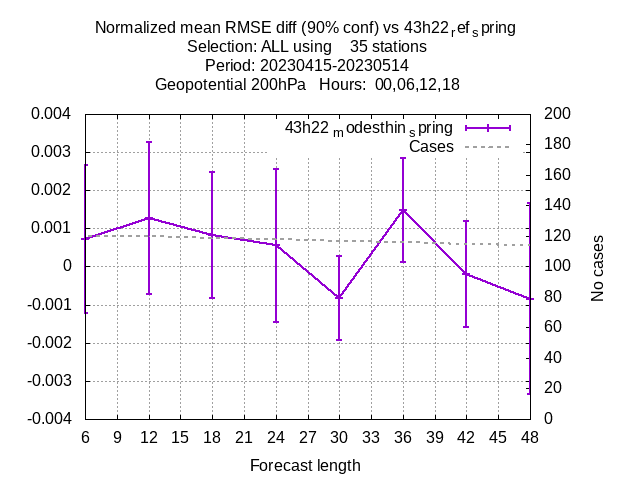 Normalized mean RMSE diff (90% conf) vs 43h22refspring
Selection: ALL using    35 stations
Period: 20230415-20230514
Geopotential 200hPa   Hours:  00,06,12,18
0.004
0.003
0.002
0.001
0
-0.001
-0.002
-0.003
-0.004
43h22modesthinspring
Cases
200
180
160
140
120
100
80
60
40
20
0
No cases
6 9 12 15 18 21 24 27 30 33 36 39 42 45 48
Forecast length